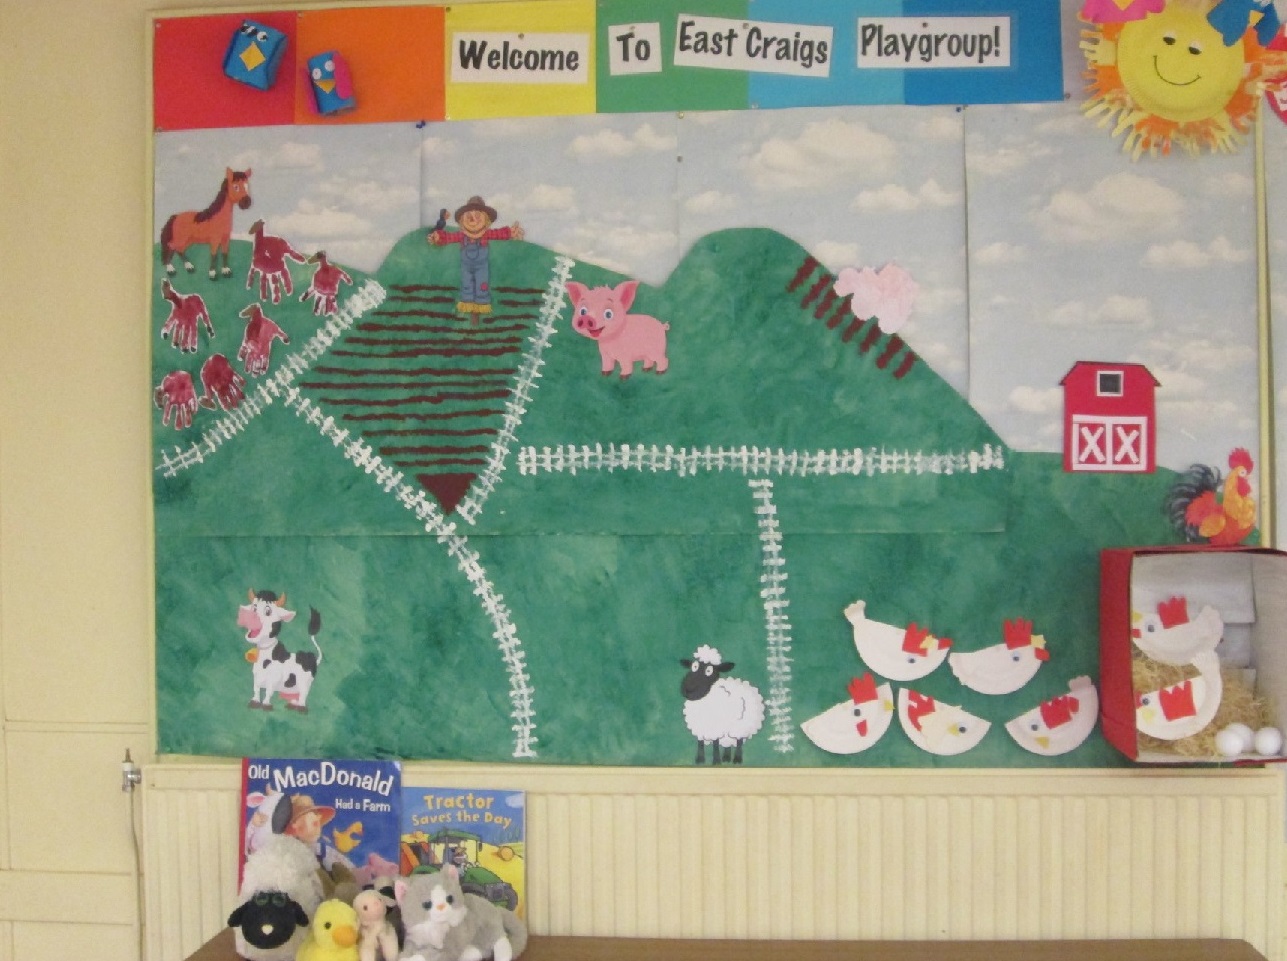 Welcome To East Craigs Playgroup!
Old MacDonald
Had a Farm
Tractor
Saves the Day